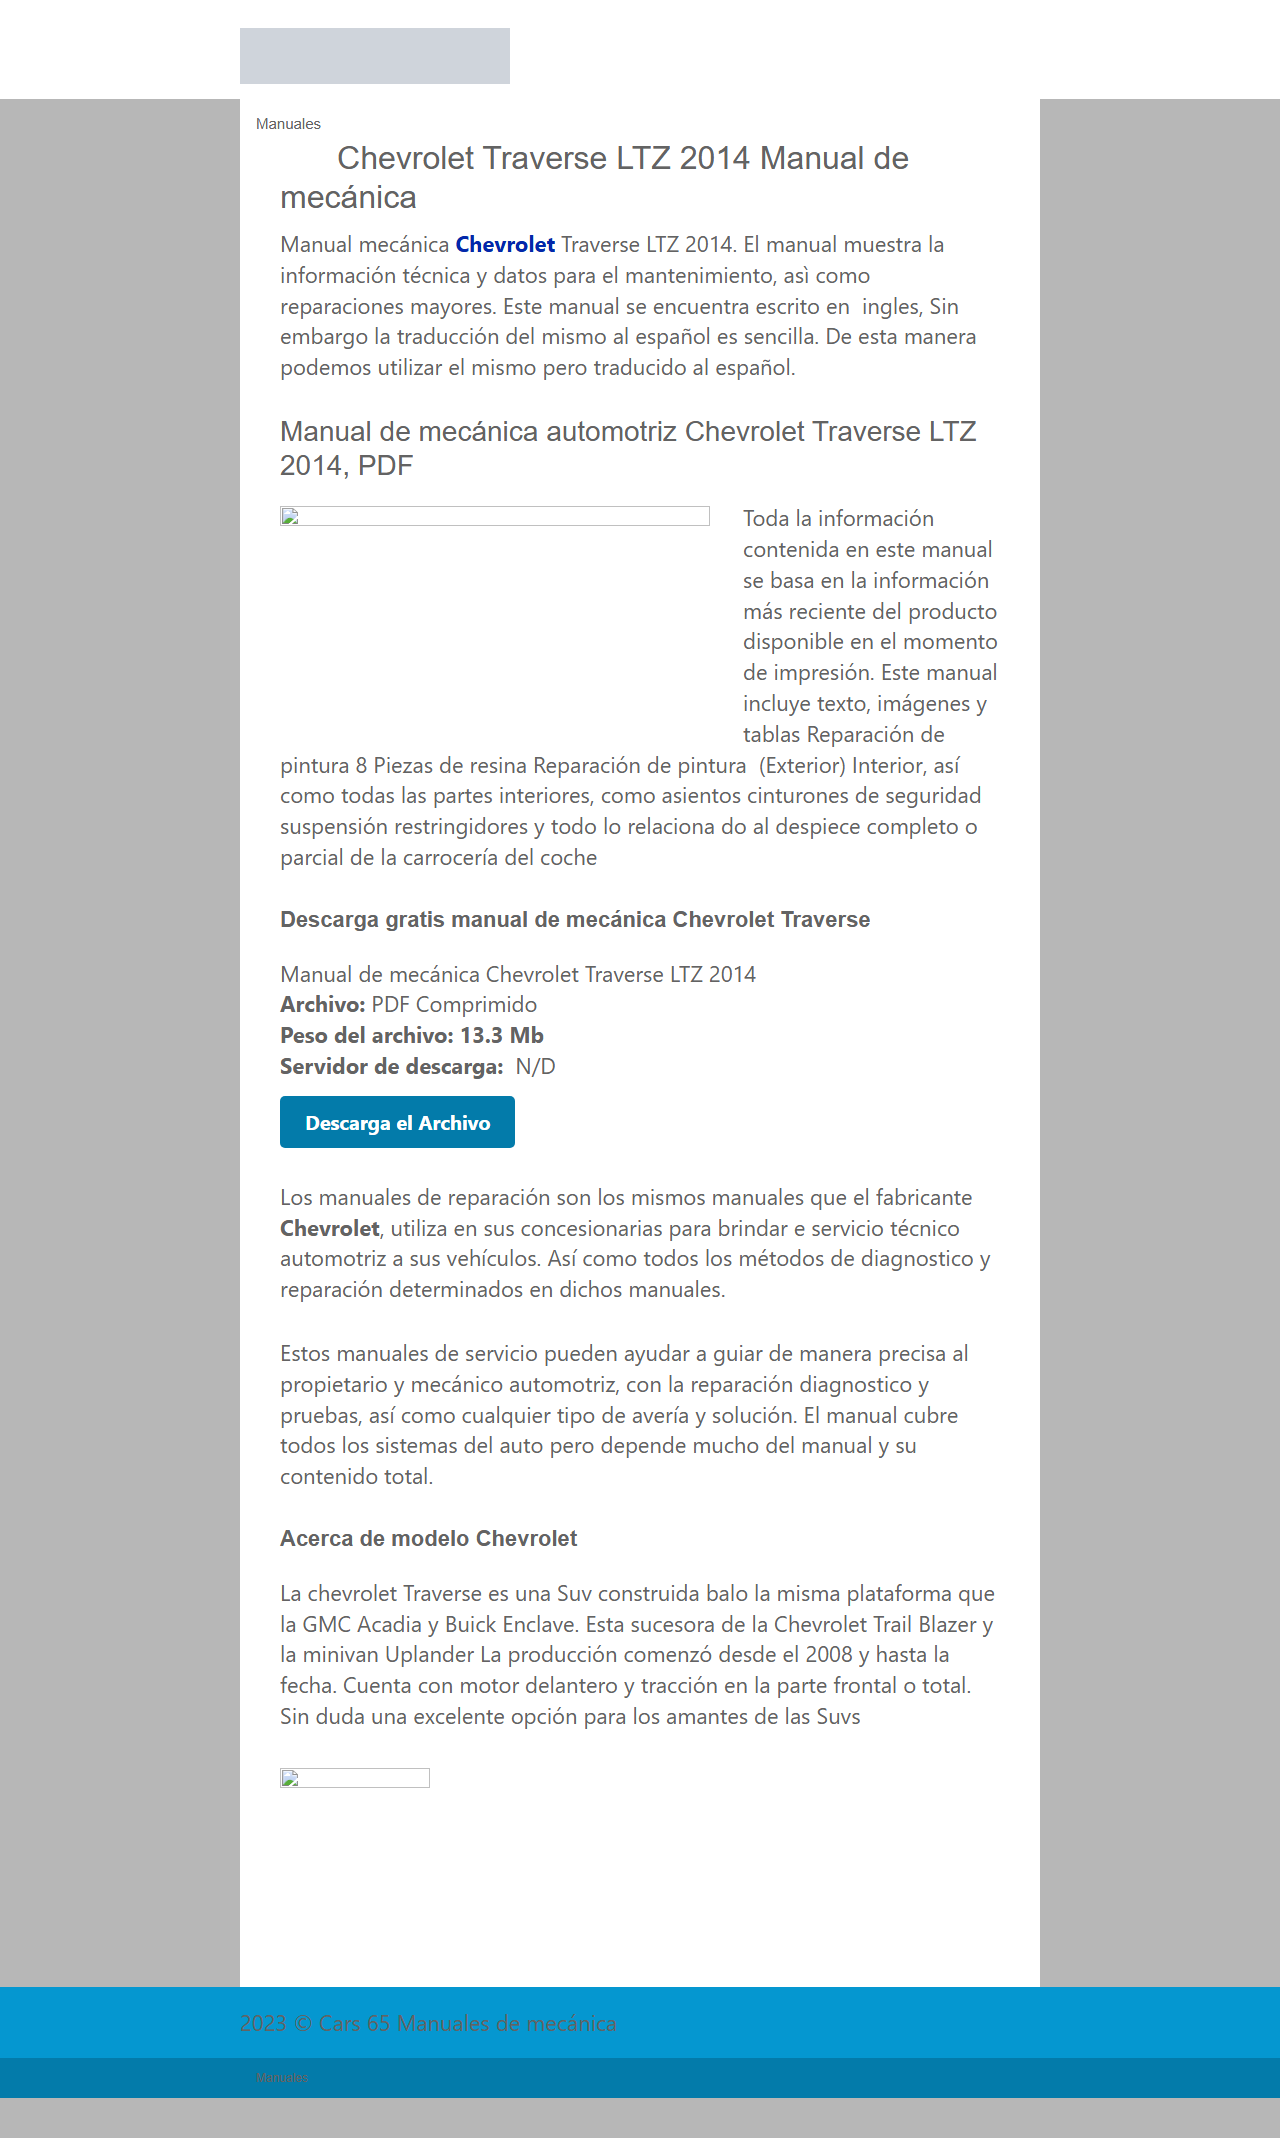 Manuales
Chevrolet Traverse LTZ 2014 Manual de
mecánica
Manual mecánica Chevrolet Traverse LTZ 2014. El manual muestra la
información técnica y datos para el mantenimiento, asì como
reparaciones mayores. Este manual se encuentra escrito en  ingles, Sin
embargo la traducción del mismo al español es sencilla. De esta manera
podemos utilizar el mismo pero traducido al español.
Manual de mecánica automotriz Chevrolet Traverse LTZ
2014, PDF
Toda la información
contenida en este manual
se basa en la información
más reciente del producto
disponible en el momento
de impresión. Este manual
incluye texto, imágenes y
tablas Reparación de
pintura 8 Piezas de resina Reparación de pintura  (Exterior) Interior, así
como todas las partes interiores, como asientos cinturones de seguridad
suspensión restringidores y todo lo relaciona do al despiece completo o
parcial de la carrocería del coche
Descarga gratis manual de mecánica Chevrolet Traverse
Manual de mecánica Chevrolet Traverse LTZ 2014
Archivo: PDF Comprimido
Peso del archivo: 13.3 Mb
Servidor de descarga:  N/D
Descarga el Archivo
Los manuales de reparación son los mismos manuales que el fabricante
Chevrolet, utiliza en sus concesionarias para brindar e servicio técnico
automotriz a sus vehículos. Así como todos los métodos de diagnostico y
reparación determinados en dichos manuales.
Estos manuales de servicio pueden ayudar a guiar de manera precisa al
propietario y mecánico automotriz, con la reparación diagnostico y
pruebas, así como cualquier tipo de avería y solución. El manual cubre
todos los sistemas del auto pero depende mucho del manual y su
contenido total.
Acerca de modelo Chevrolet
La chevrolet Traverse es una Suv construida balo la misma plataforma que
la GMC Acadia y Buick Enclave. Esta sucesora de la Chevrolet Trail Blazer y
la minivan Uplander La producción comenzó desde el 2008 y hasta la
fecha. Cuenta con motor delantero y tracción en la parte frontal o total.
Sin duda una excelente opción para los amantes de las Suvs
2023 © Cars 65 Manuales de mecánica
Manuales